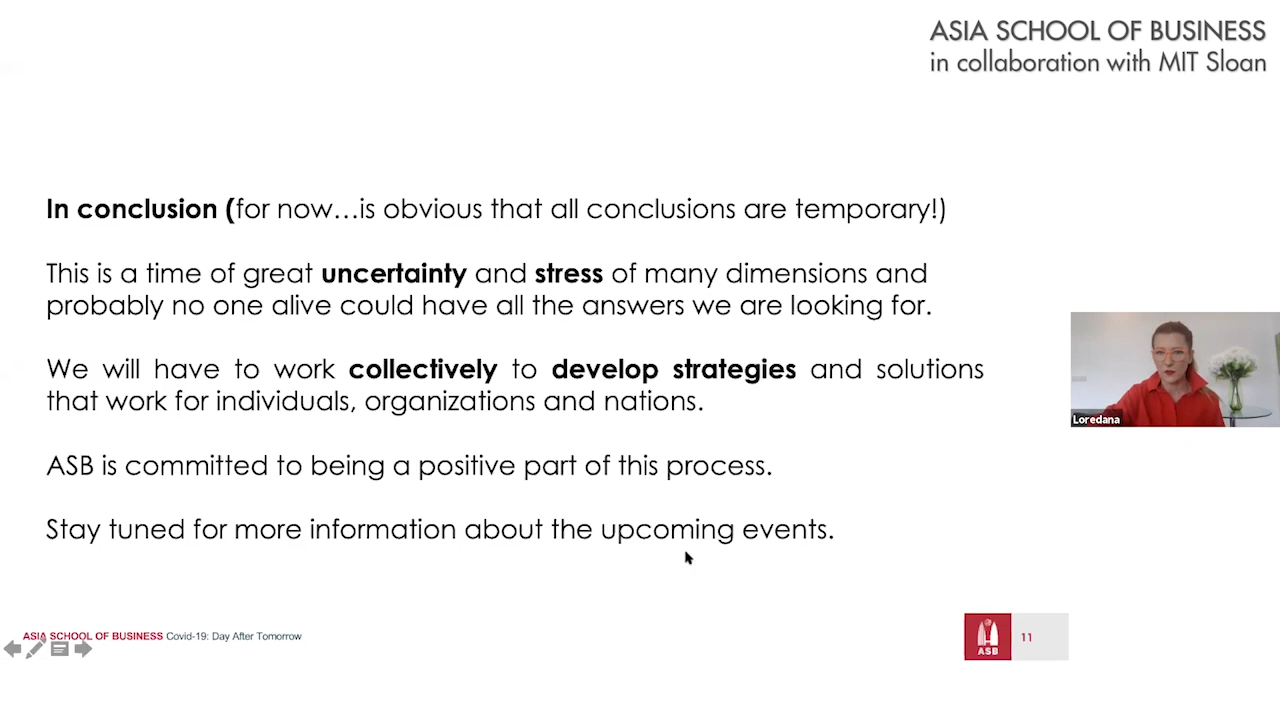 ASIA SCHOOL OF BUSINESS
in collaboration with MIT Sloan
In conclusion (for now…is obvious that all conclusions are temporary!)
This is a time of great uncertainty and stress of many dimensions and
probably no one alive could have all the answers we are looking for.
We will have to work collectively to develop strategies and solutions
that work for individuals, organizations and nations.
Loredana
ASB is committed to being a positive part of this process.
Stay tuned for more information about the upcoming events.
ASIA SCHOOL OF BUSINESS Covid-19: Day After Tomorrow
ASB
11